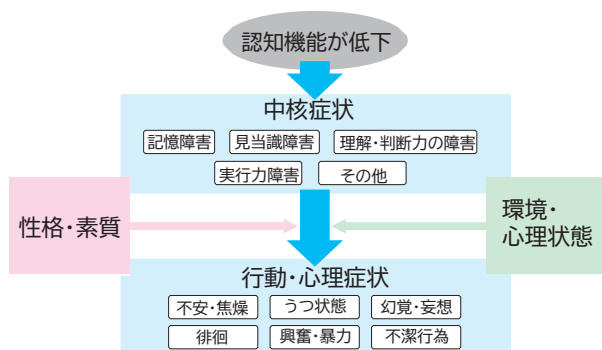 認知機能が低下
中核症状
記憶障害 見当識障害 理解・判断力の障害
実行力障害 その他
性格・素質
環境・
心理状態
行動・心理症状
不安・焦燥 うつ状態 幻覚・妄想
徘徊 興奮・暴力 不潔行為